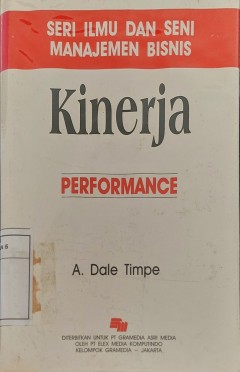 SERI ILMU DAN SENI
MANAJEMEN BISNIS
Kinerja
PERFORMANCE
A. Dale Timpe
DITERBITKAN UNTUK PT GRAMEDIA ASRI MEDIA
OLEH PT ELEX MEDIA KOMPUTINDO
KELOMPOK GRAMEDIA – JAKARTA